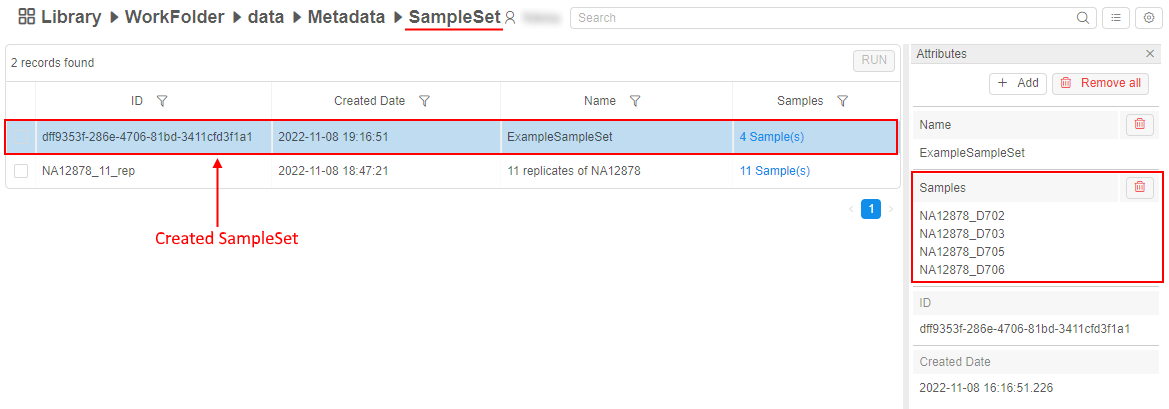 Library WorkFolder data Metadata SampleSet
Search
2 records found
RUN
ID Created Date Name Samples
dff9353f-286e-4706-81bd-3411cfd3f1a1 2022-11-08 19:16:51 ExampleSampleSet 4 Sample(s)
NA12878_11_rep 2022-11-08 18:47:21 11 replicates of NA12878 11 Sample(s)
1
Created SampleSet
Attributes
+ Add Remove all
Name
ExampleSampleSet
Samples
NA12878_D702
NA12878_D703
NA12878_D705
NA12878_D706
ID
dff9353f-286e-4706-81bd-3411cfd3f1a1
Created Date
2022-11-08 16:16:51.226